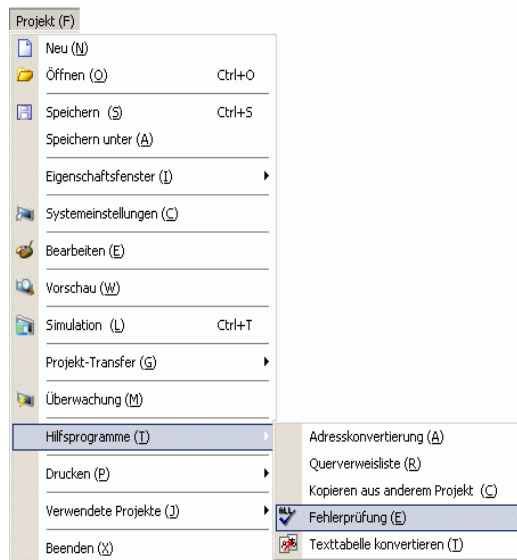 Projekt (F)
Neu (N)
Öffnen (O) Ctrl+O
Speichern (S) Ctrl+S
Speichern unter (A)
Eigenschaftsfenster (I)
Systemeinstellungen (C)
Bearbeiten (E)
Vorschau (W)
Simulation (L) Ctrl+T
Projekt-Transfer (G)
Überwachung (M)
Hilfsprogramme (T)
Adresskonvertierung (A)
Querverweisliste (R)
Drucken (P)
Kopieren aus anderem Projekt (C)
Verwendete Projekte (J)
ALL
Fehlerprüfung (E)
Beenden (X)
Texttabelle konvertieren (T)